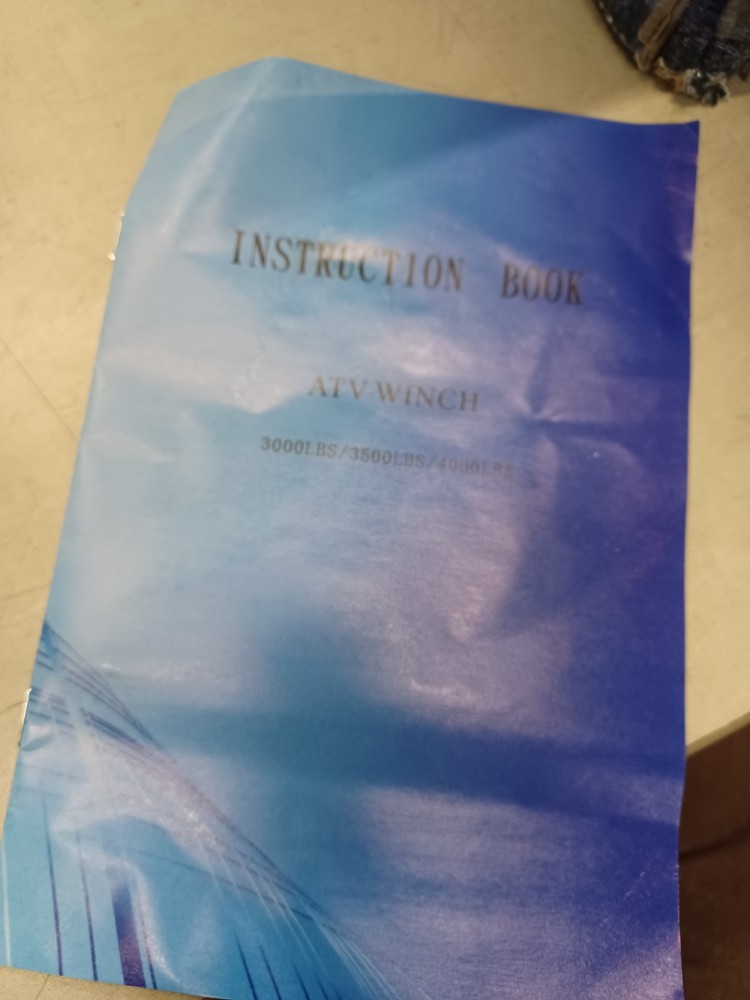 INSTRUCTION BOOK
ATV WINCH
3000LBS/3500LBS/4000LBS